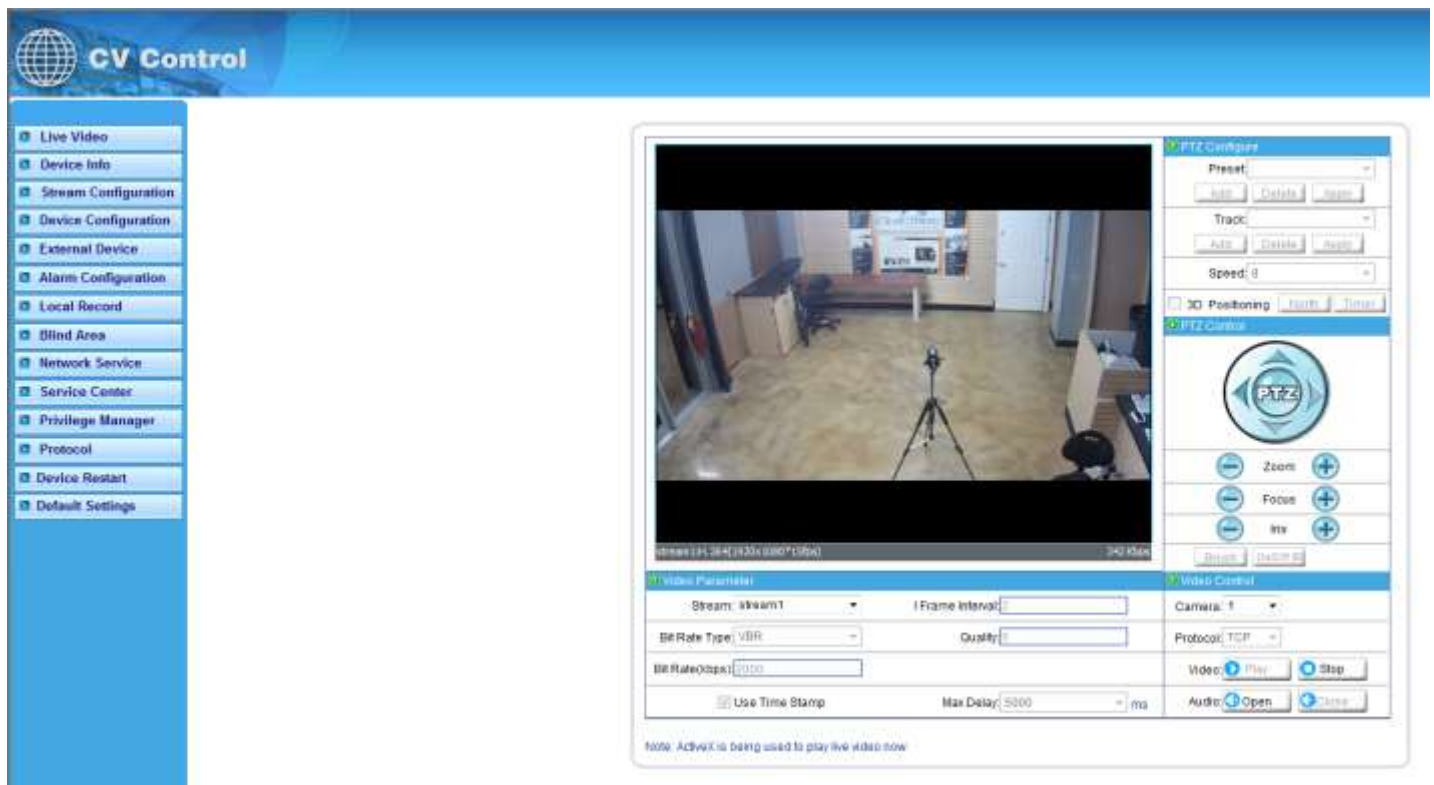 CV Control
Live Video
Device Info
Stream Configuration
Device Configuration
External Device
Alarm Configuration
Local Record
Blind Area
Network Service
Service Center
Privilege Manager
Protocol
Device Restart
Default Settings
PTZ Configure
Preset:
Add Delete Apply
Track:
Add Delete Apply
Speed: 8
3D Positioning North Timer
PTZ Control
PTZ
Zoom
Focus
Iris
Video Parameter
Stream: stream1 I Frame Interval:
Bit Rate Type: VBR Quality:
Bit Rate(kbps): 2000
Use Time Stamp Max Delay: 5000 ms
Video Control
Camera: 1
Protocol: TCP
Video: Play Stop
Audio: Open Close
Note: ActiveX is being used to play live video now